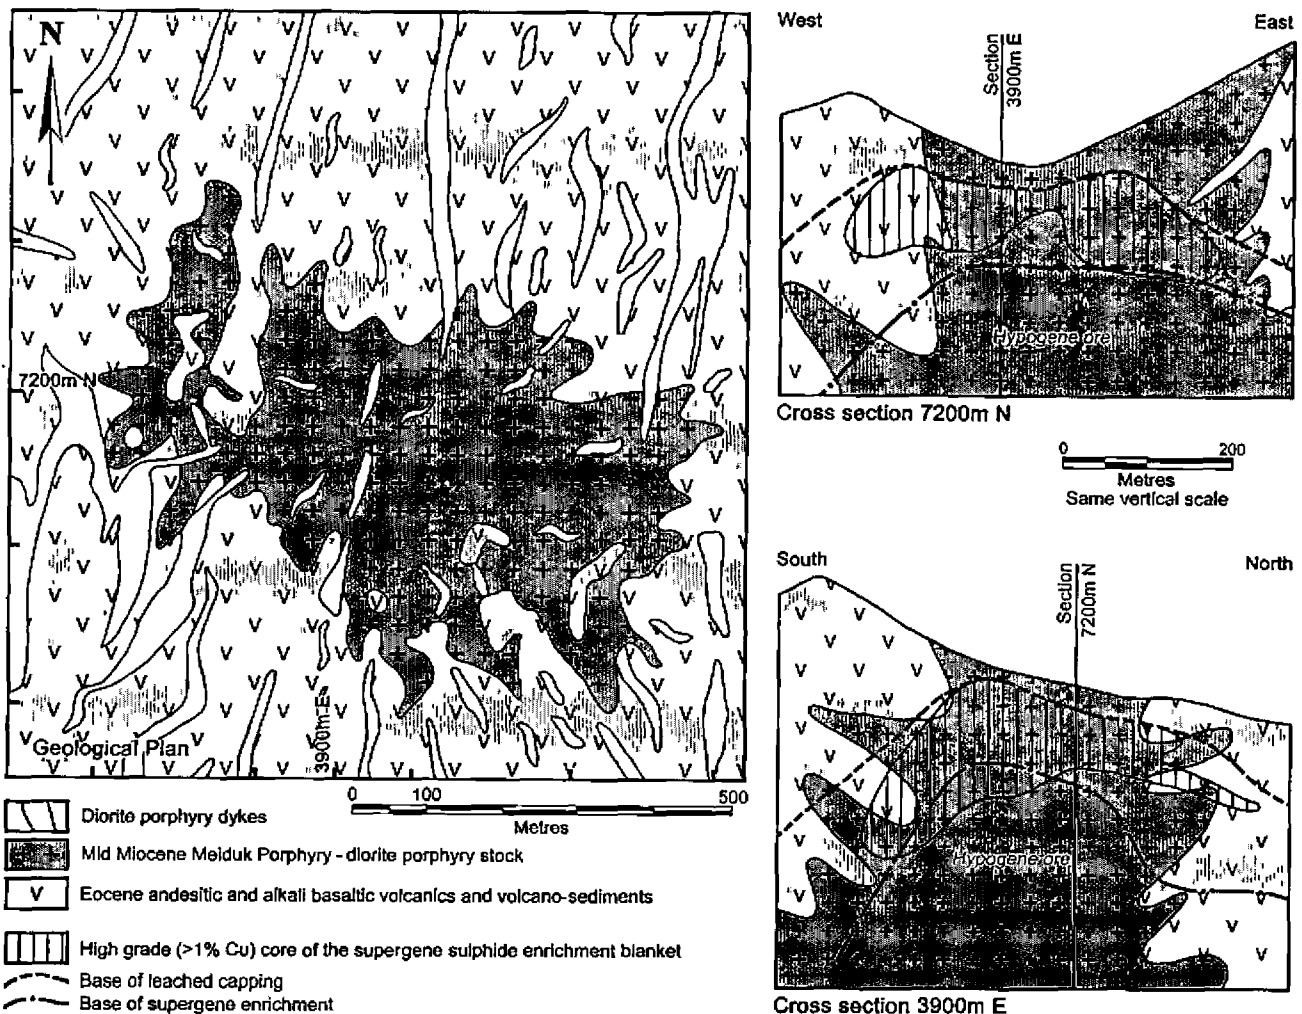 N
7200m N
3900m E
Geological Plan
0 100 500
Metres
Diorite porphyry dykes
Mid Miocene Meiduk Porphyry - diorite porphyry stock
Eocene andesitic and alkali basaltic volcanics and volcano-sediments
High grade (>1% Cu) core of the supergene sulphide enrichment blanket
Base of leached capping
Base of supergene enrichment
West East
Section
3900m E
Hypogene ore
Cross section 7200m N
0 200
Metres
Same vertical scale
South North
Section
7200m N
Hypogene ore
Cross section 3900m E